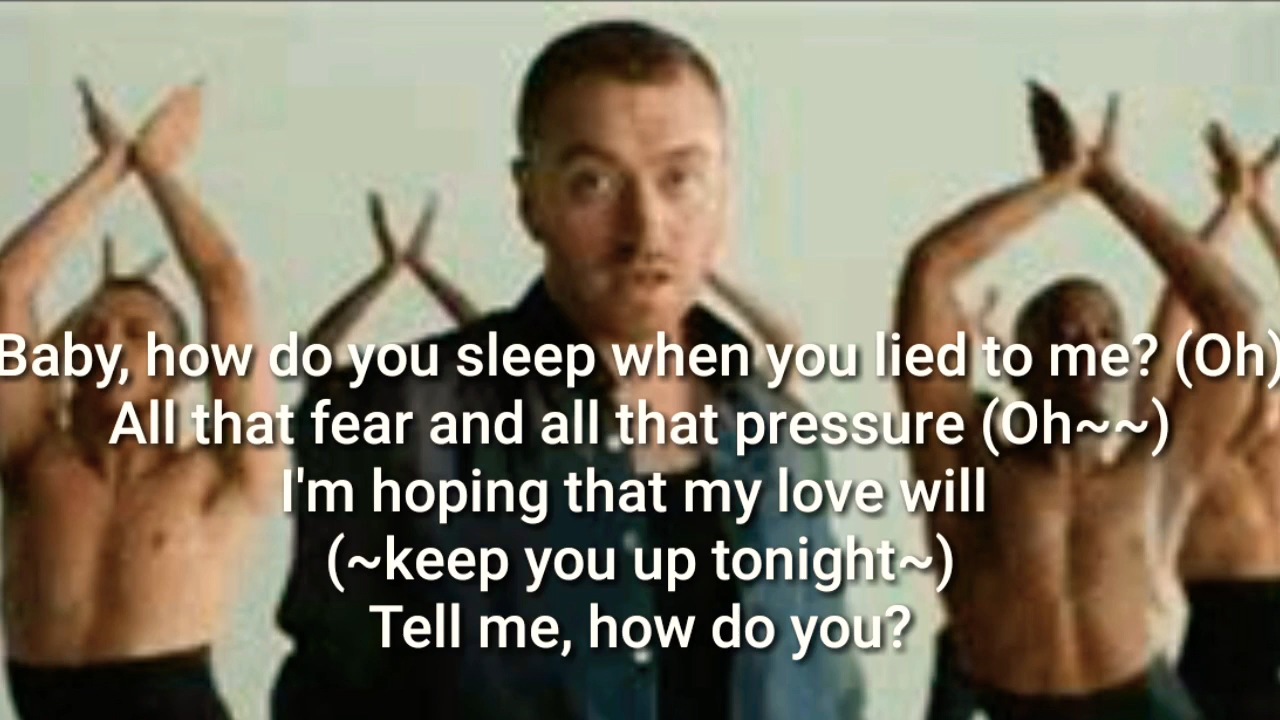 Baby, how do you sleep when you lied to me? (Oh)
All that fear and all that pressure (Oh~~)
I'm hoping that my love will
(~keep you up tonight~)
Tell me, how do you?